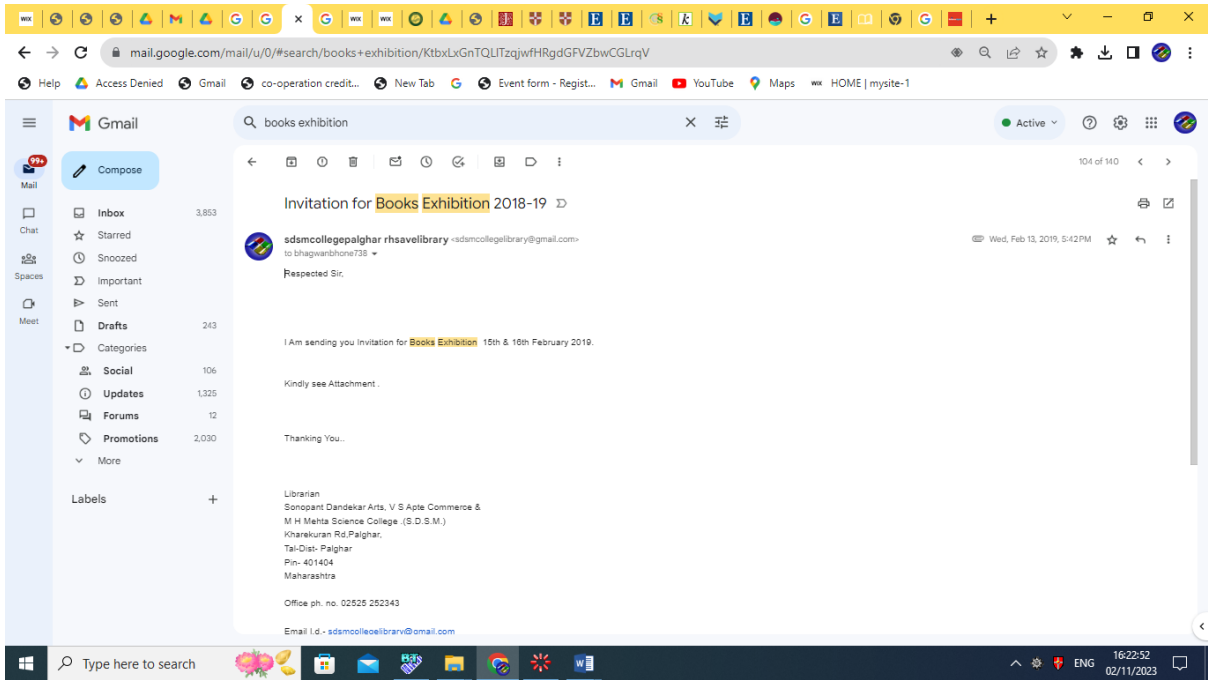 mail.google.com/mail/u/0/#search/books+exhibition/KtbxLxGnTQLlTzqjwfHRgdGFVZbwCGLrqV
Help Access Denied Gmail co-operation credit... New Tab Event form - Regist... Gmail YouTube Maps WIX HOME | mysite-1
Gmail
books exhibition
Active
99+
Mail
Compose
104 of 140
Invitation for Books Exhibition 2018-19
Inbox 3,853
Chat
Starred
sdsmcollegepalghar rhsavelibrary <sdsmcollegelibrary@gmail.com>
Wed, Feb 13, 2019, 5:42 PM
to bhagwanbhone738
Snoozed
Respected Sir,
Spaces
Important
Sent
Meet
Drafts 243
I Am sending you Invitation for Books Exhibition 15th & 16th February 2019.
Categories
Social 106
Kindly see Attachment .
Updates 1,325
Forums 12
Promotions 2,030
Thanking You..
More
Labels
Librarian
Sonopant Dandekar Arts, V S Apte Commerce &
M H Mehta Science College .(S.D.S.M.)
Kharekuran Rd,Palghar,
Tal-Dist- Palghar
Pin- 401404
Maharashtra
Office ph. no. 02525 252343
Email I.d.- sdsmcollegelibrary@gmail.com
Type here to search
ENG
16:22:52
02/11/2023